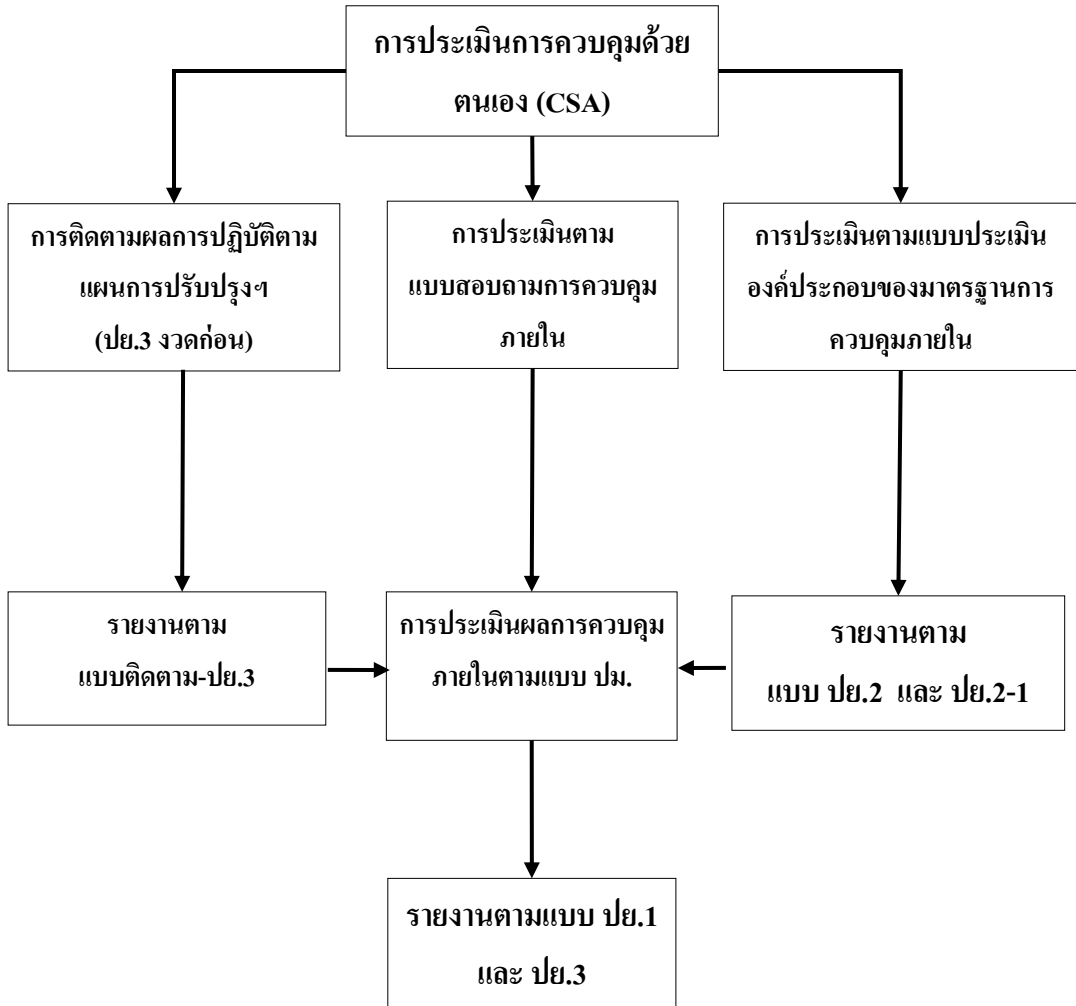 การประเมินการควบคุมด้วย
ตนเอง (CSA)
การติดตามผลการปฏิบัติตาม
แผนการปรับปรุงฯ
(ปย.3 งวดก่อน)
การประเมินตาม
แบบสอบถามการควบคุม
ภายใน
การประเมินตามแบบประเมิน
องค์ประกอบของมาตรฐานการ
ควบคุมภายใน
รายงานตาม
แบบติดตาม-ปย.3
การประเมินผลการควบคุม
ภายในตามแบบ ปม.
รายงานตาม
แบบ ปย.2 และ ปย.2-1
รายงานตามแบบ ปย.1
และ ปย.3